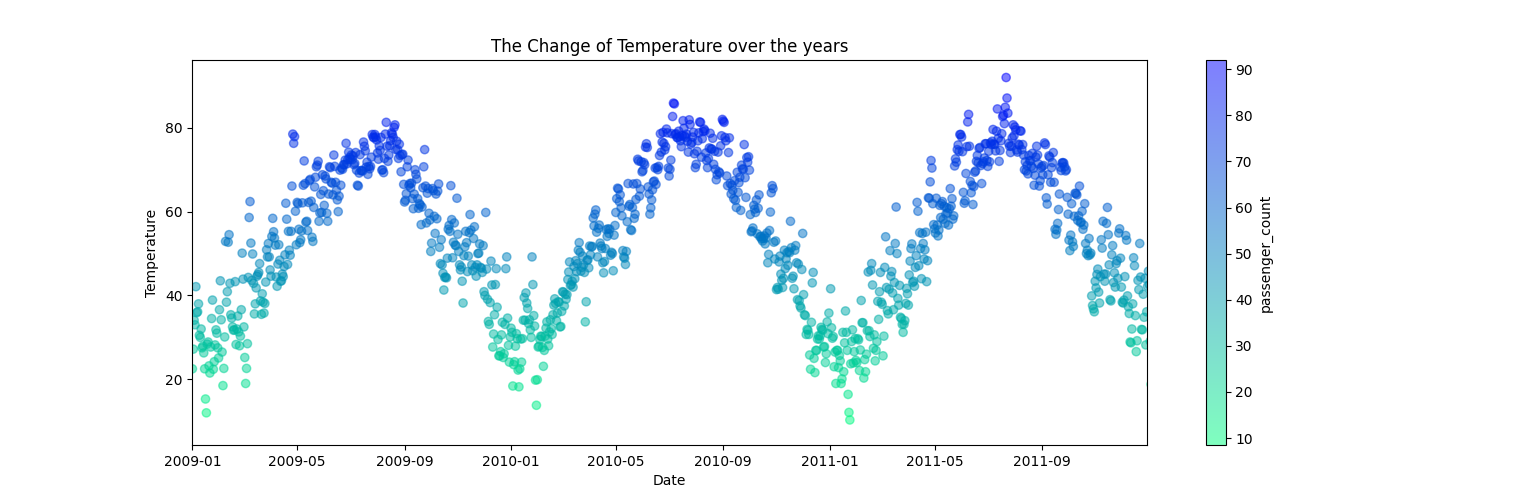 The Change of Temperature over the years
Temperature
80
60
40
20
2009-01 2009-05 2009-09 2010-01 2010-05 2010-09 2011-01 2011-05 2011-09
Date
90
80
70
60
50
40
30
20
10
passenger_count